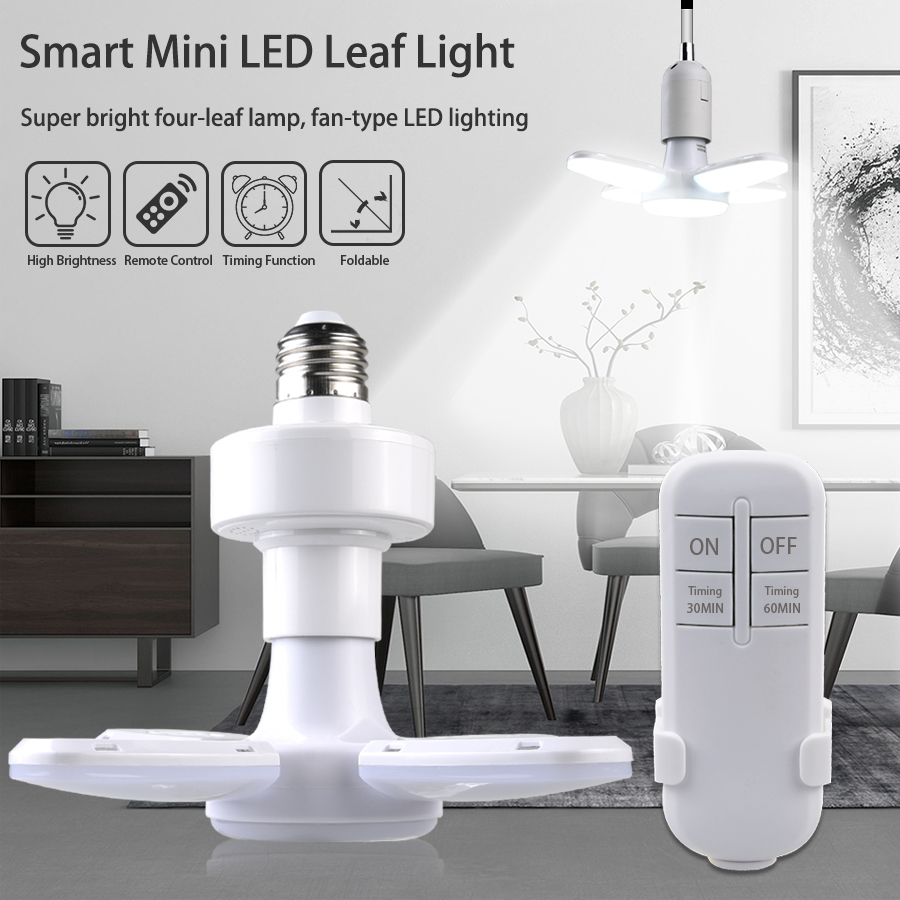 Smart Mini LED Leaf Light
Super bright four-leaf lamp, fan-type LED lighting
High Brightness
Remote Control
Timing Function
Foldable
ON
OFF
Timing
30MIN
Timing
60MIN